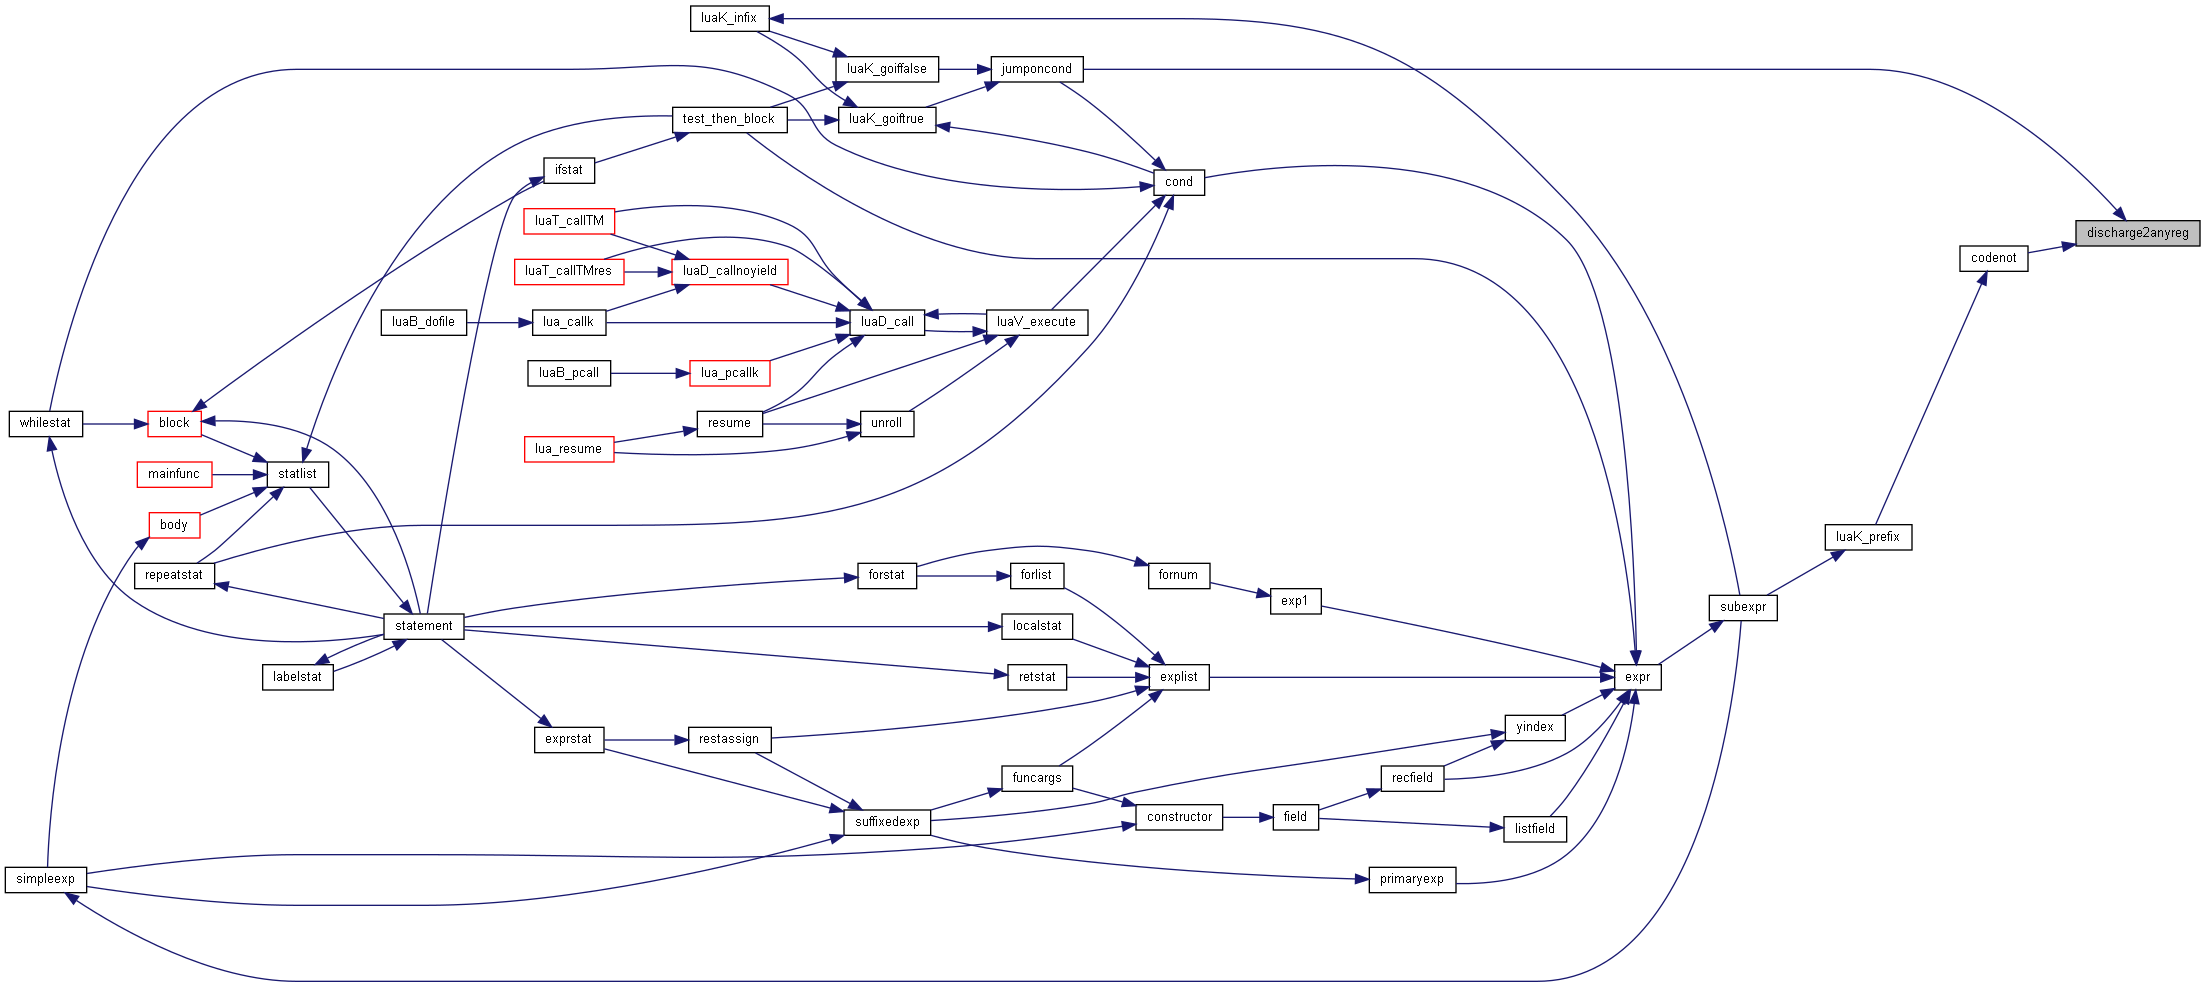 luaK_infix
luaK_goiffalse
jumponcond
test_then_block
luaK_goiftrue
ifstat
cond
luaT_callTM
discharge2anyreg
codenot
luaT_callTMres
luaD_callnoyield
luaB_dofile
lua_callk
luaD_call
luaV_execute
luaB_pcall
lua_pcallk
whilestat
block
resume
unroll
lua_resume
mainfunc
statlist
body
luaK_prefix
repeatstat
forstat
forlist
fornum
exp1
subexpr
statement
localstat
labelstat
retstat
explist
expr
exprstat
restassign
yindex
funcargs
recfield
suffixedexp
constructor
field
listfield
simpleexp
primaryexp